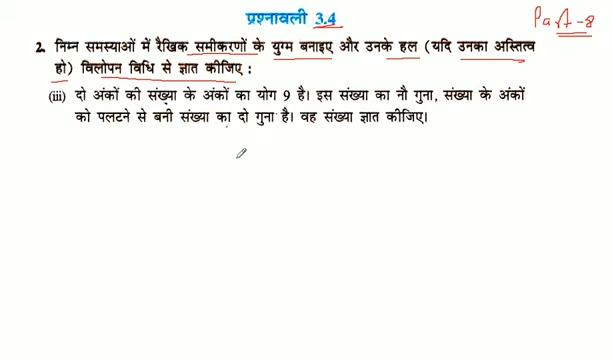 प्रश्नावली 3.4
Part-8
2. निम्न समस्याओं में रैखिक समीकरणों के युग्म बनाइए और उनके हल (यदि उनका अस्तित्व
हो) विलोपन विधि से ज्ञात कीजिए :
(iii) दो अंकों की संख्या के अंकों का योग 9 है। इस संख्या का नौ गुना, संख्या के अंकों
को पलटने से बनी संख्या का दो गुना है। वह संख्या ज्ञात कीजिए।